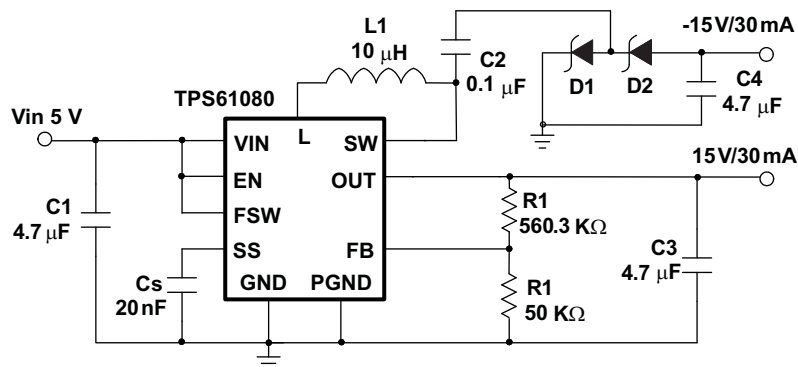 L1
10 μH
C2
0.1 μF
-15V/30mA
D1
D2
C4
4.7 μF
TPS61080
Vin 5 V
L
VIN
SW
EN
OUT
15V/30mA
FSW
C1
4.7 μF
R1
560.3 KΩ
SS
FB
C3
4.7 μF
Cs
20nF
GND
PGND
R1
50 KΩ